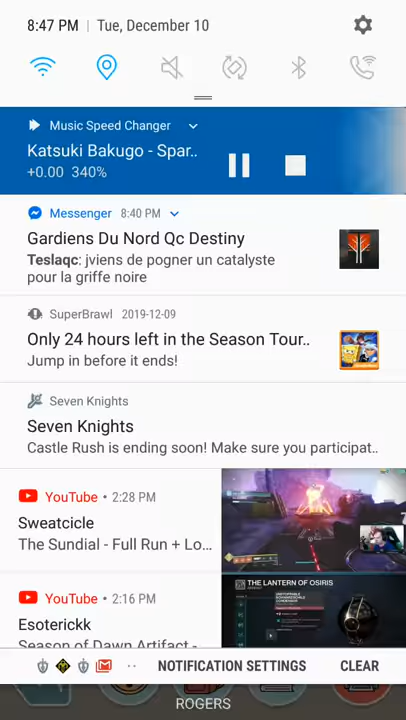 8:47 PM | Tue, December 10
Music Speed Changer
Katsuki Bakugo - Spar..
+0.00 340%
Messenger 8:40 PM
Gardiens Du Nord Qc Destiny
Teslaqc: jviens de pogner un catalyste
pour la griffe noire
SuperBrawl 2019-12-09
Only 24 hours left in the Season Tour..
Jump in before it ends!
Seven Knights
Seven Knights
Castle Rush is ending soon! Make sure you participat..
YouTube • 2:28 PM
Sweatcicle
The Sundial - Full Run + Lo...
YouTube • 2:16 PM
THE LANTERN OF OSIRIS
Esoterickk
Season of Dawn Artifact -
NOTIFICATION SETTINGS CLEAR
ROGERS